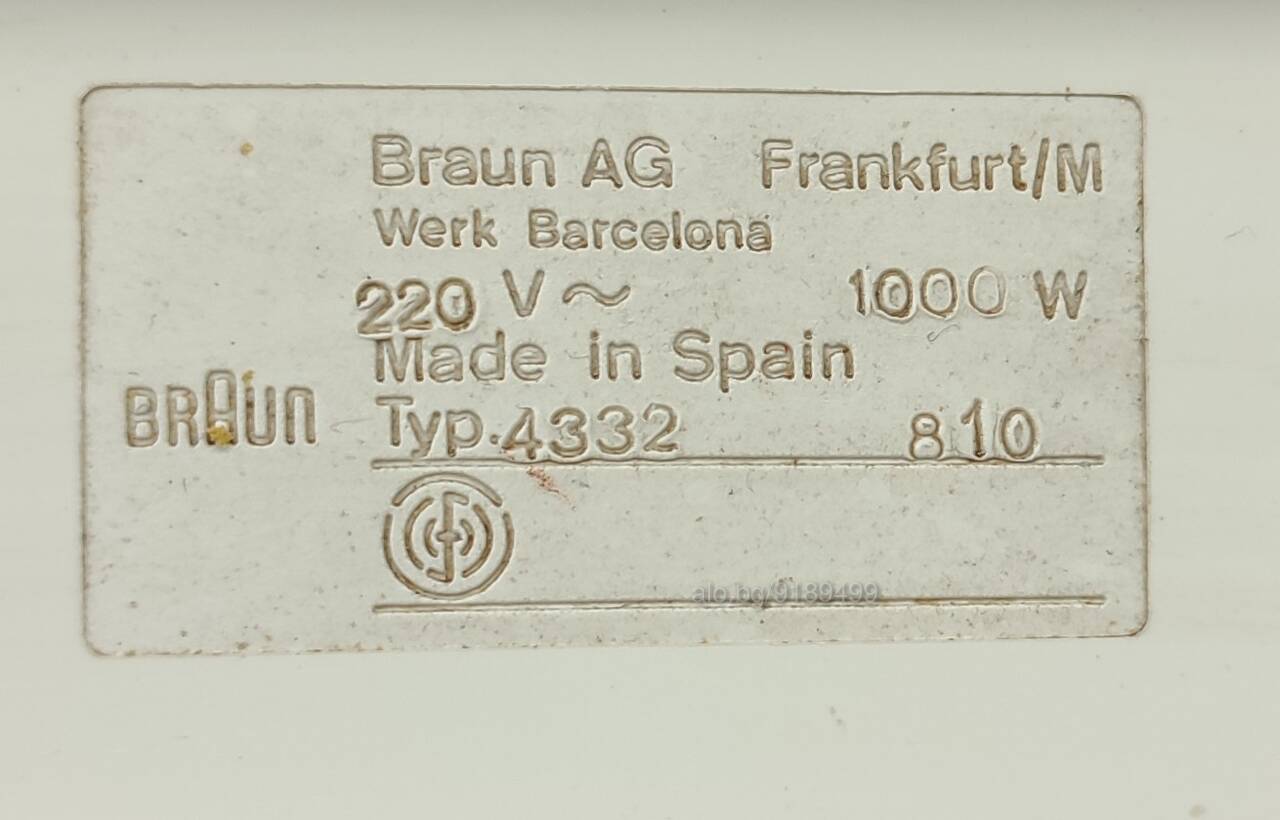 Braun AG Frankfurt/M
Werk Barcelona
220 V ~ 1000 W
Made in Spain
BRAUN
Typ.4332 810
alo.bg/9189499